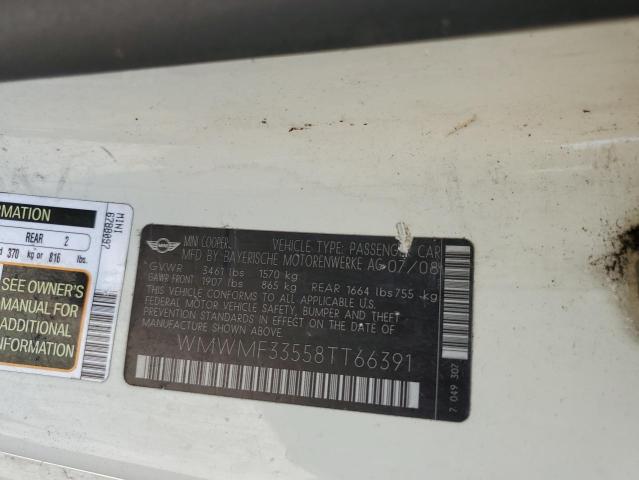 RMATION
REAR 2
370 kg or 816 lbs.
SEE OWNER'S
MANUAL FOR
ADDITIONAL
INFORMATION
MINI
6788092
MINI COOPER
VEHICLE TYPE: PASSENGER CAR
MFD BY BAYERISCHE MOTORENWERKE AG 07/08
GVWR 3461 lbs 1570 kg
GAWR FRONT 1907 lbs 865 kg REAR 1664 lbs 755 kg
THIS VEHICLE CONFORMS TO ALL APPLICABLE U.S.
FEDERAL MOTOR VEHICLE SAFETY, BUMPER, AND THEFT
PREVENTION STANDARDS IN EFFECT ON THE DATE OF
MANUFACTURE SHOWN ABOVE.
WMWMF33558TT66391
7 049 307